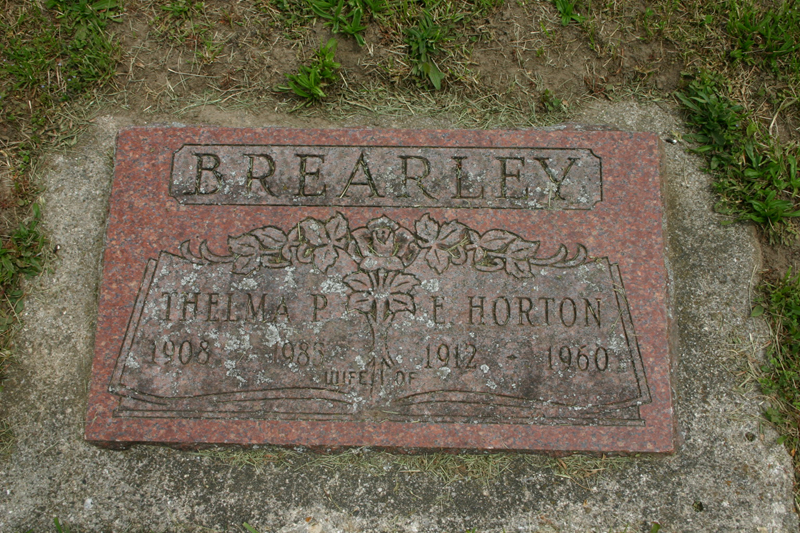 BREARLEY
THELMA P. E. HORTON
1908 - 1912 - 1960
WIFE OF